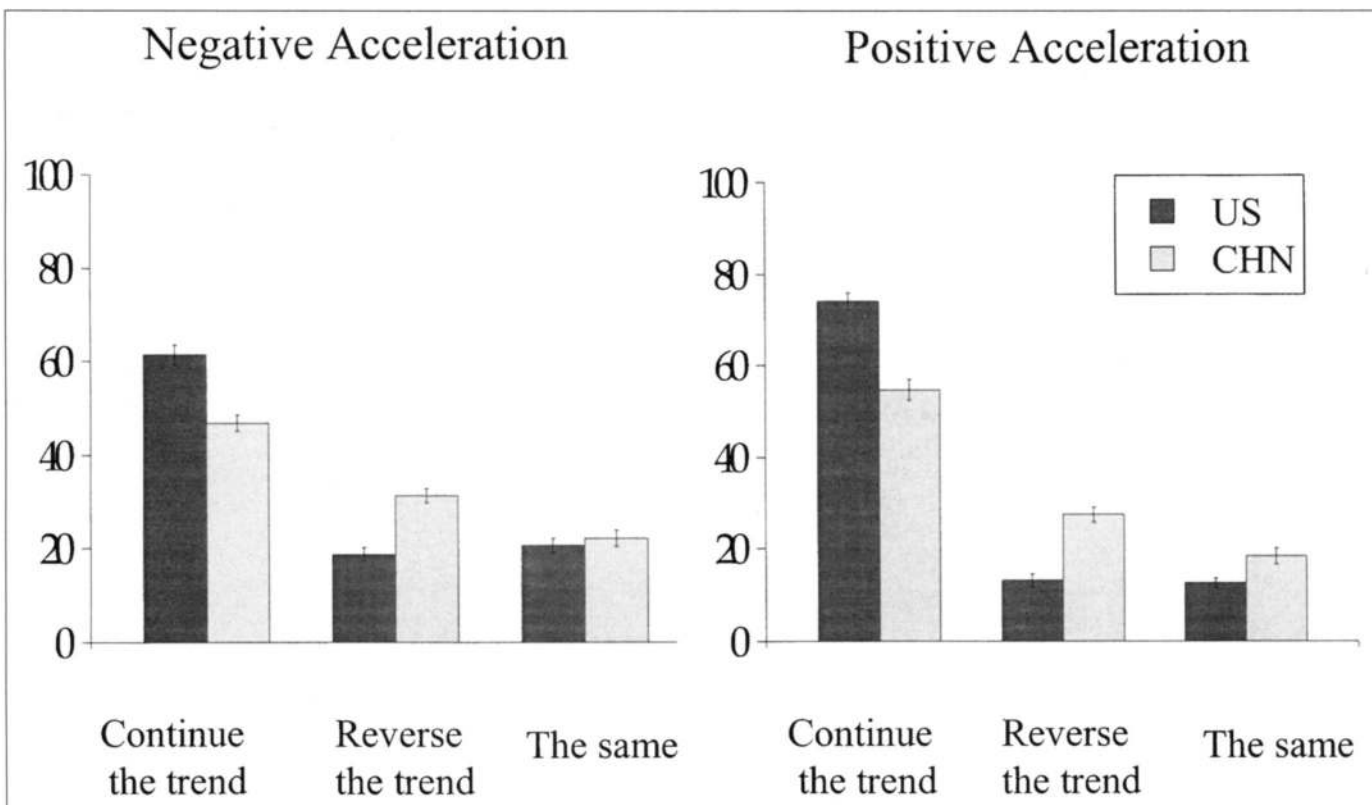 Negative Acceleration
100
80
60
40
20
0
Continue the trend
Reverse the trend
The same
Positive Acceleration
100
80
60
40
20
0
US
CHN
Continue
the trend
Reverse
the trend
The same